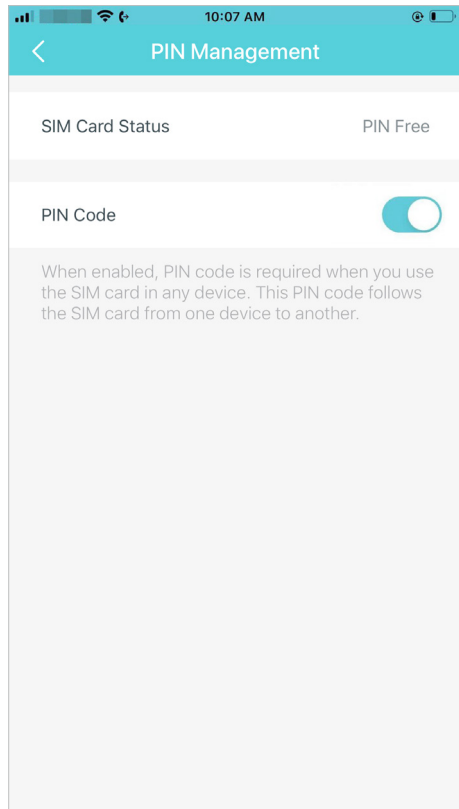 10:07 AM
PIN Management
SIM Card Status PIN Free
PIN Code
When enabled, PIN code is required when you use
the SIM card in any device. This PIN code follows
the SIM card from one device to another.